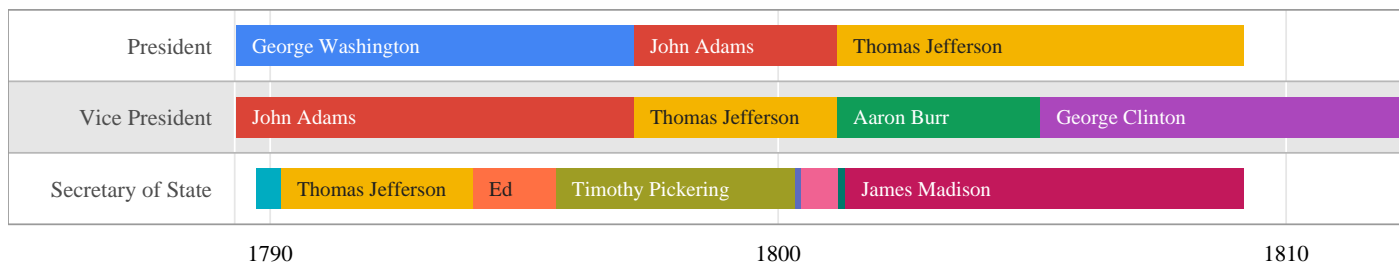 President George Washington John Adams Thomas Jefferson
Vice President John Adams Thomas Jefferson Aaron Burr George Clinton
Secretary of State Thomas Jefferson Ed Timothy Pickering James Madison
1790 1800 1810